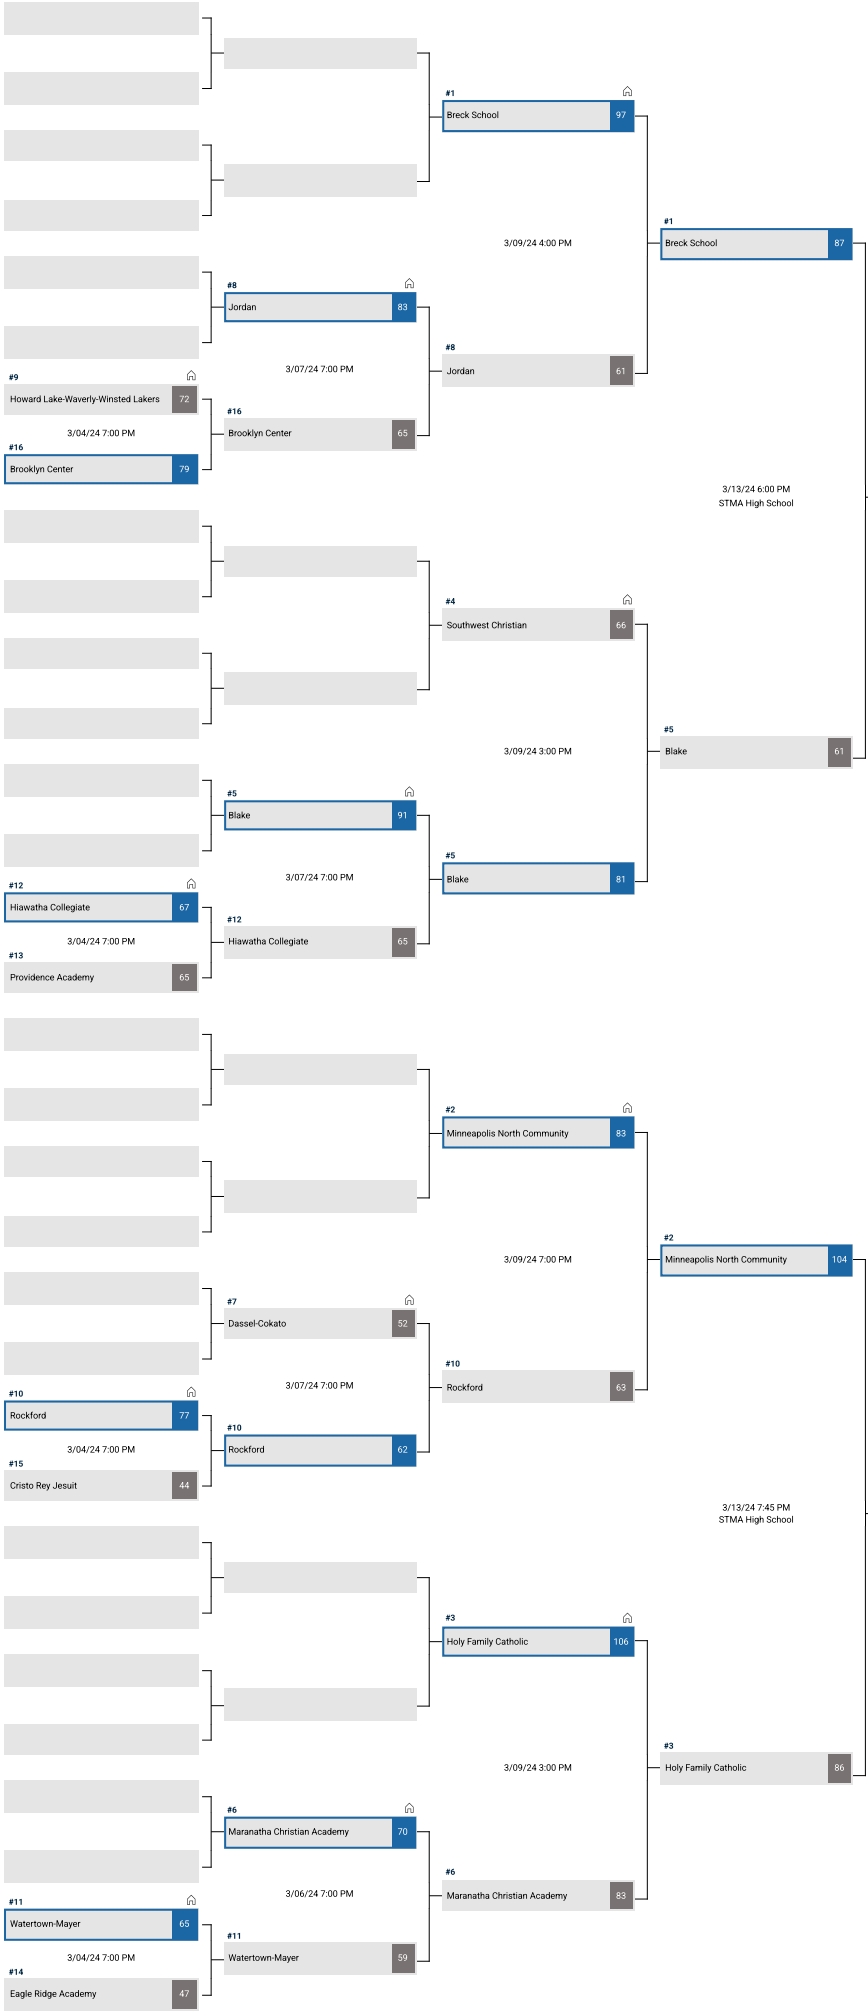 #1
Breck School 97
3/09/24 4:00 PM
#1
Breck School 87
#8
Jordan 83
3/07/24 7:00 PM
#8
Jordan 61
#9
Howard Lake-Waverly-Winsted Lakers 72
3/04/24 7:00 PM
#16
Brooklyn Center 79
#16
Brooklyn Center 65
3/13/24 6:00 PM
STMA High School
#4
Southwest Christian 66
3/09/24 3:00 PM
#5
Blake 61
#5
Blake 91
3/07/24 7:00 PM
#5
Blake 81
#12
Hiawatha Collegiate 67
3/04/24 7:00 PM
#13
Providence Academy 65
#12
Hiawatha Collegiate 65
#2
Minneapolis North Community 83
3/09/24 7:00 PM
#2
Minneapolis North Community 104
#7
Dassel-Cokato 52
3/07/24 7:00 PM
#10
Rockford 63
#10
Rockford 77
3/04/24 7:00 PM
#15
Cristo Rey Jesuit 44
#10
Rockford 62
3/13/24 7:45 PM
STMA High School
#3
Holy Family Catholic 106
3/09/24 3:00 PM
#3
Holy Family Catholic 86
#6
Maranatha Christian Academy 70
3/06/24 7:00 PM
#6
Maranatha Christian Academy 83
#11
Watertown-Mayer 65
3/04/24 7:00 PM
#14
Eagle Ridge Academy 47
#11
Watertown-Mayer 59